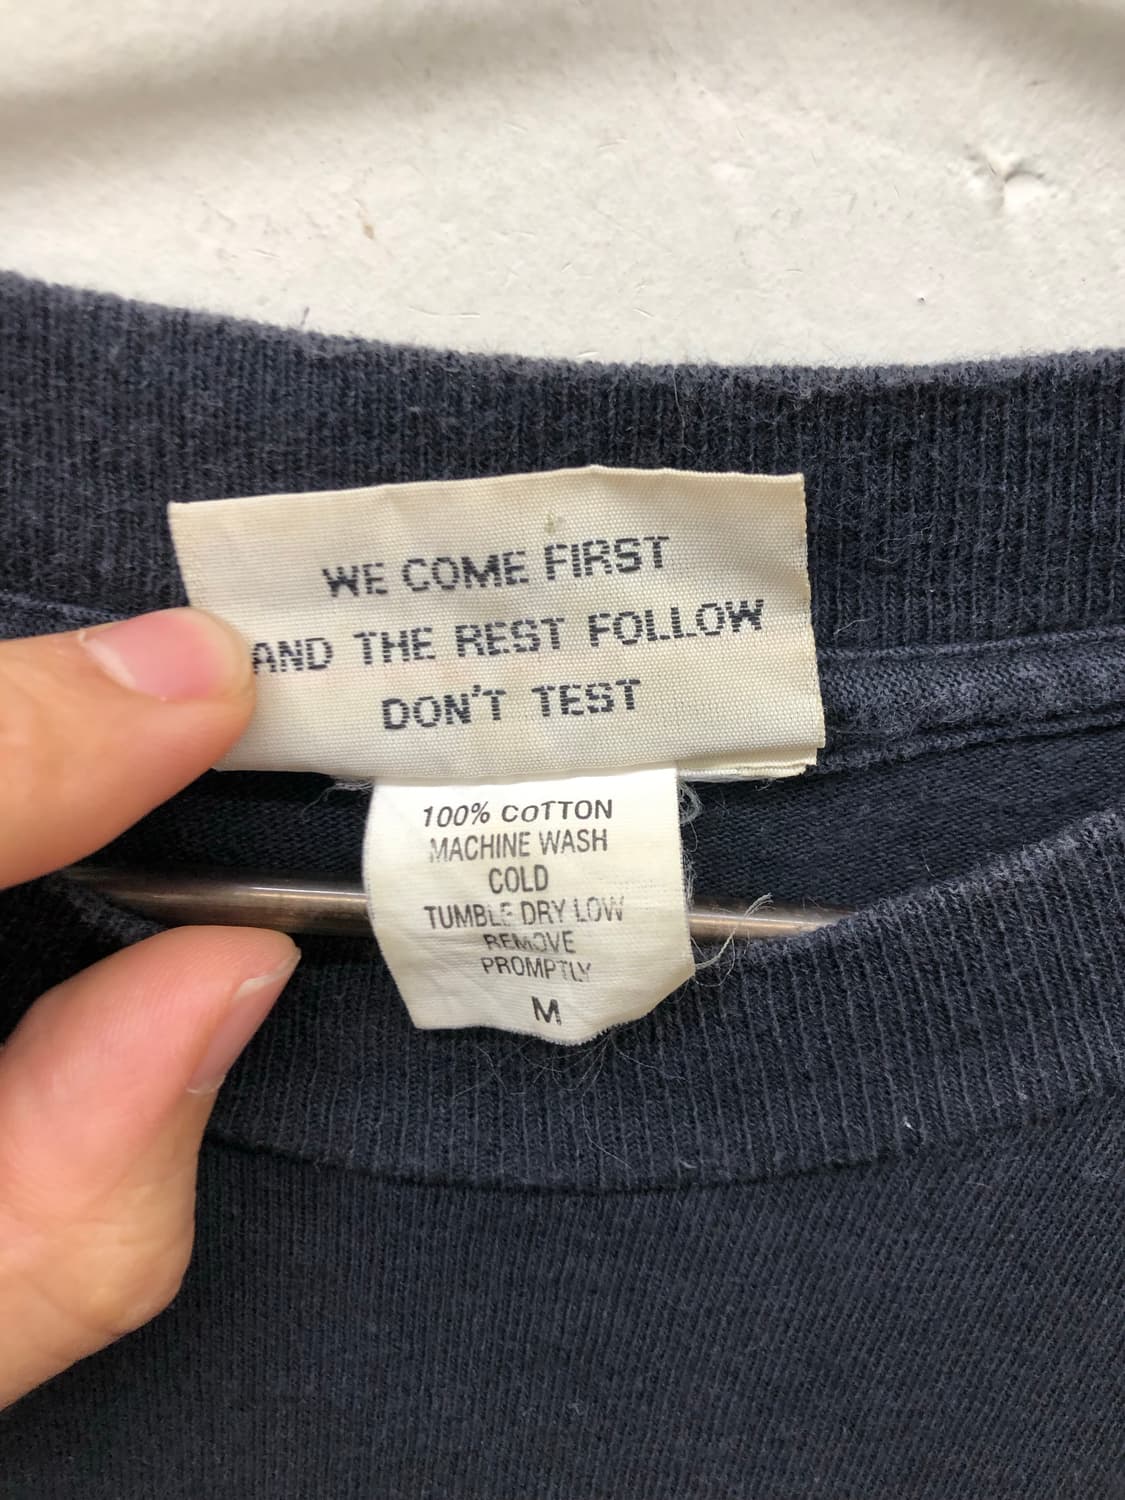 WE COME FIRST
AND THE REST FOLLOW
DON'T TEST
100% COTTON
MACHINE WASH
COLD
TUMBLE DRY LOW
REMOVE
PROMPTLY
M